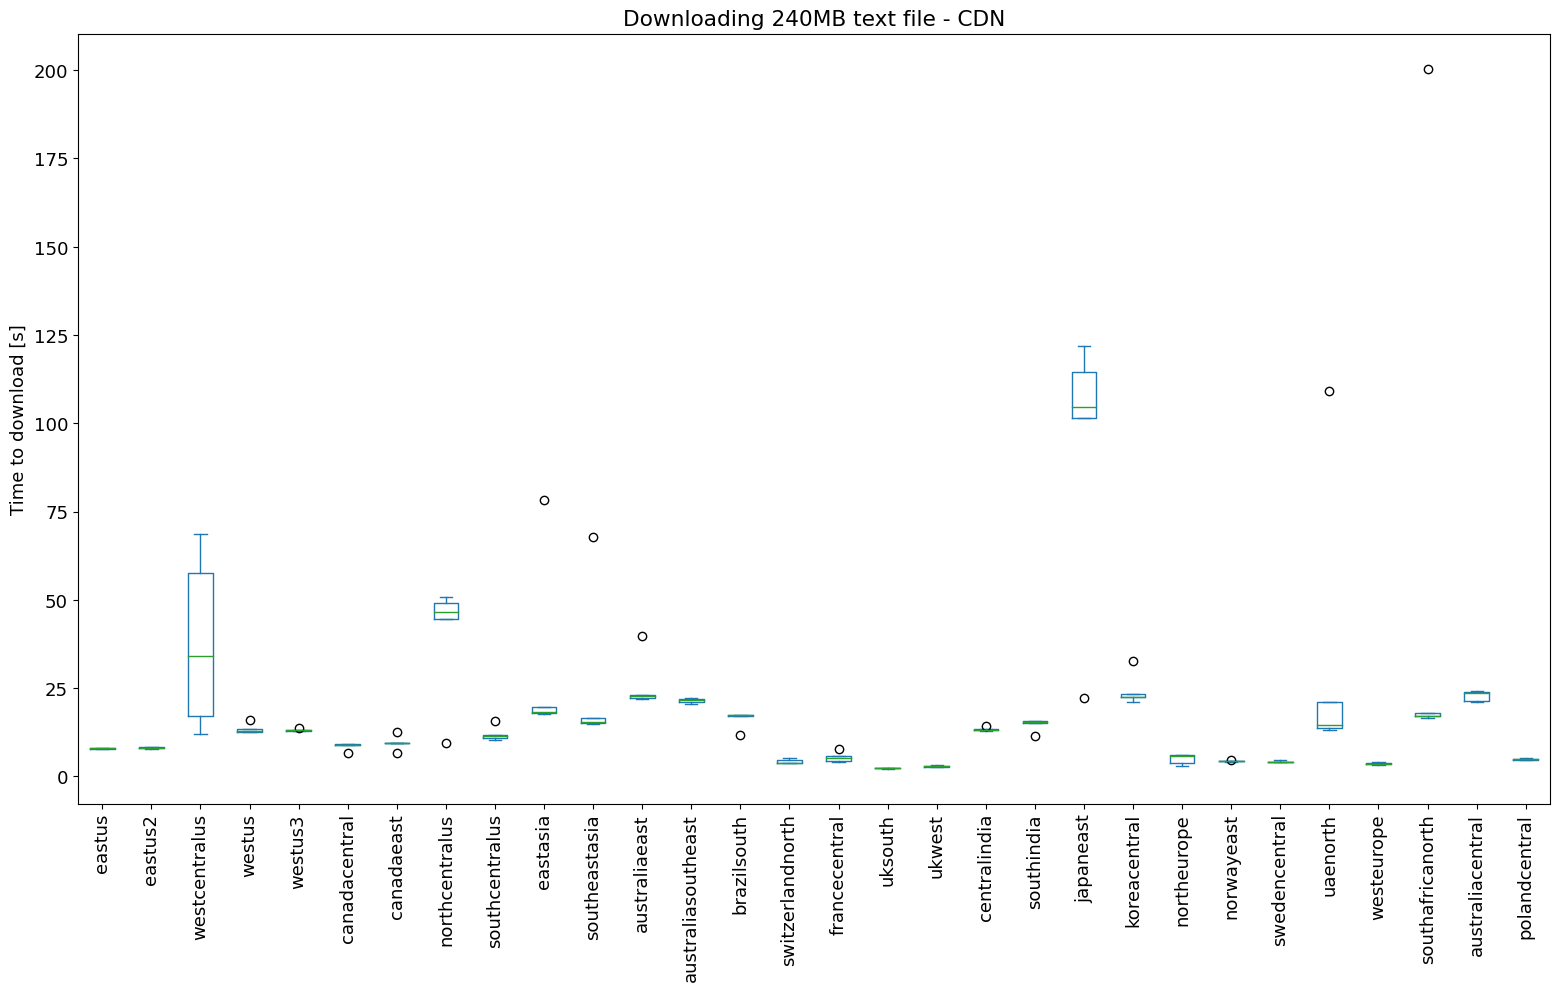 Downloading 240MB text file - CDN
Time to download [s]
200
175
150
125
100
75
50
25
0
eastus
eastus2
westcentralus
westus
westus3
canadacentral
canadaeast
northcentralus
southcentralus
eastasia
southeastasia
australiaeast
australiasoutheast
brazilsouth
switzerlandnorth
francecentral
uksouth
ukwest
centralindia
southindia
japaneast
koreacentral
northeurope
norwayeast
swedencentral
uaenorth
westeurope
southafricanorth
australiacentral
polandcentral